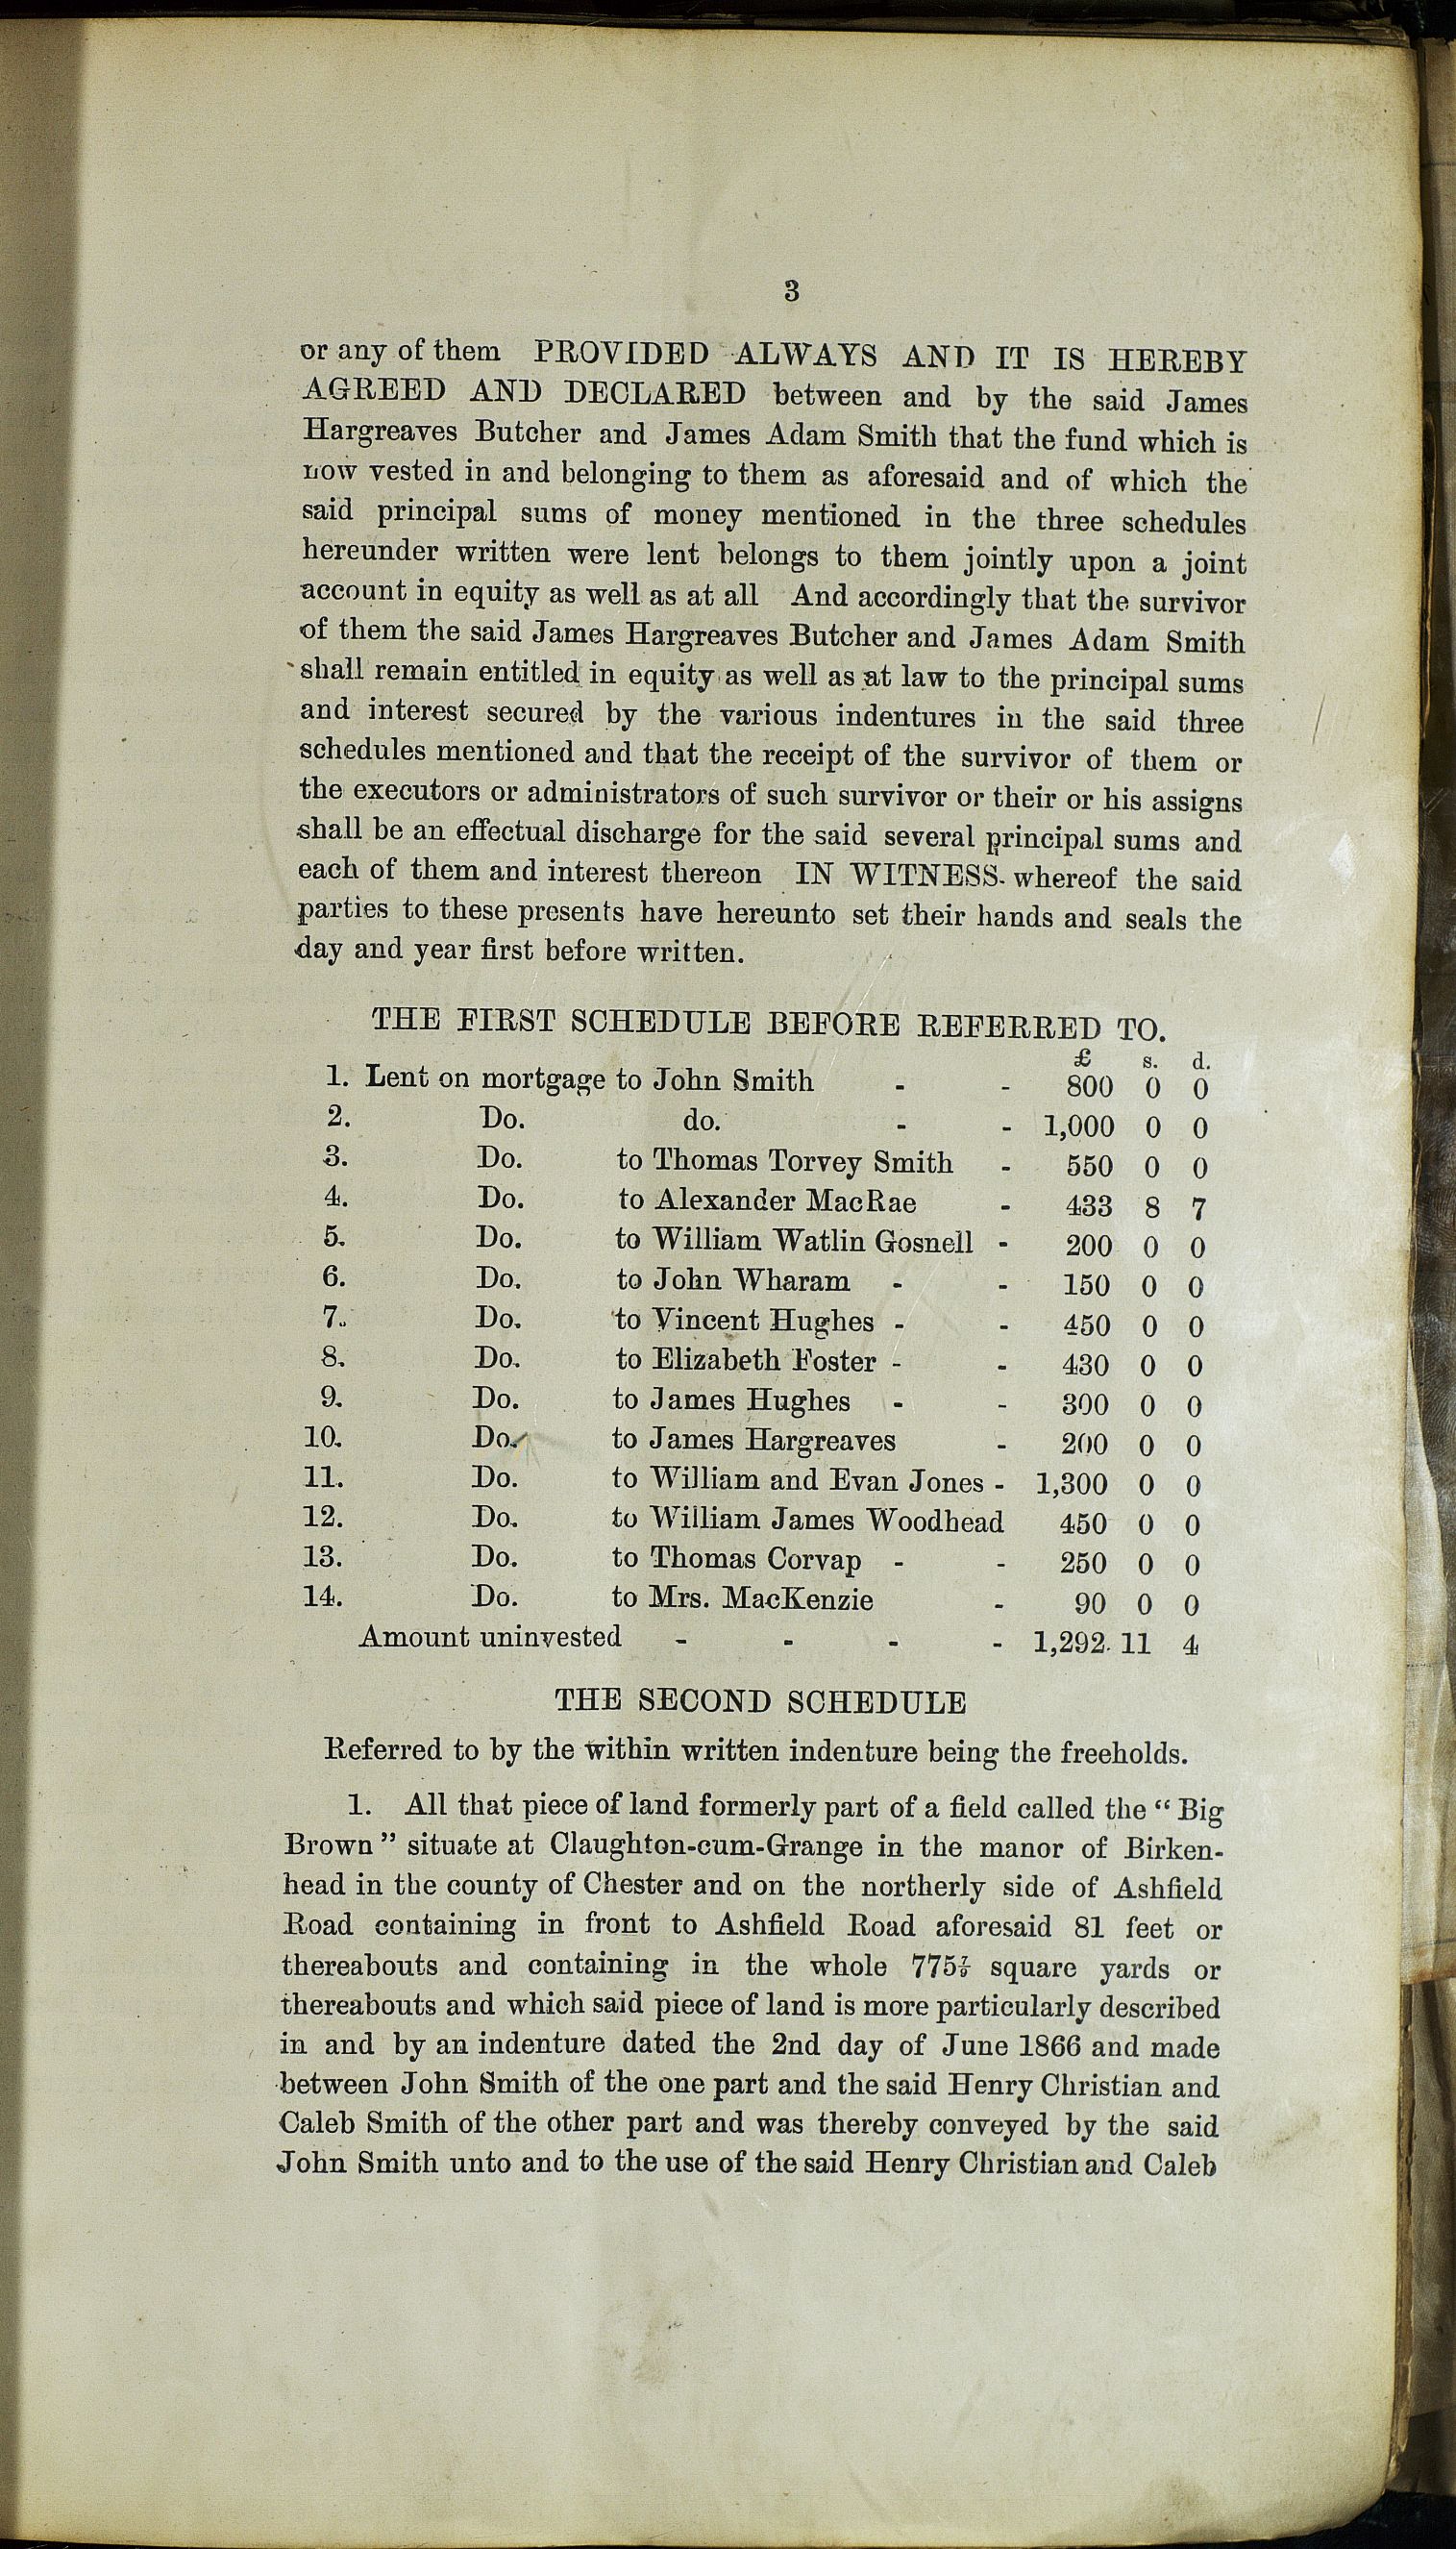 3
or any of them PROVIDED ALWAYS AND IT IS HEREBY
AGREED AND DECLARED between and by the said James
Hargreaves Butcher and James Adam Smith that the fund which is
now vested in and belonging to them as aforesaid and of which the
said principal sums of money mentioned in the three schedules
hereunder written were lent belongs to them jointly upon a joint
account in equity as well as at all And accordingly that the survivor
of them the said James Hargreaves Butcher and James Adam Smith
shall remain entitled in equity as well as at law to the principal sums
and interest secured by the various indentures in the said three
schedules mentioned and that the receipt of the survivor of them or
the executors or administrators of such survivor or their or his assigns
shall be an effectual discharge for the said several principal sums and
each of them and interest thereon IN WITNESS whereof the said
parties to these presents have hereunto set their hands and seals the
day and year first before written.
THE FIRST SCHEDULE BEFORE REFERRED TO.
£ s. d.
1. Lent on mortgage to John Smith - - 800 0 0
2. Do. do. - - 1,000 0 0
3. Do. to Thomas Torvey Smith - 550 0 0
4. Do. to Alexander MacRae - 433 8 7
5. Do. to William Watlin Gosnell - 200 0 0
6. Do. to John Wharam - - 150 0 0
7. Do. to Vincent Hughes - - 450 0 0
8. Do. to Elizabeth Foster - - 430 0 0
9. Do. to James Hughes - - 300 0 0
10. Do. to James Hargreaves - 200 0 0
11. Do. to William and Evan Jones - 1,300 0 0
12. Do. to William James Woodhead 450 0 0
13. Do. to Thomas Corvap - - 250 0 0
14. Do. to Mrs. MacKenzie - 90 0 0
Amount uninvested - - - - 1,292 11 4
THE SECOND SCHEDULE
Referred to by the within written indenture being the freeholds.
1. All that piece of land formerly part of a field called the “ Big
Brown ” situate at Claughton-cum-Grange in the manor of Birken-
head in the county of Chester and on the northerly side of Ashfield
Road containing in front to Ashfield Road aforesaid 81 feet or
thereabouts and containing in the whole square yards or
thereabouts and which said piece of land is more particularly described
in and by an indenture dated the 2nd day of June 1866 and made
between John Smith of the one part and the said Henry Christian and
Caleb Smith of the other part and was thereby conveyed by the said
John Smith unto and to the use of the said Henry Christian and Caleb